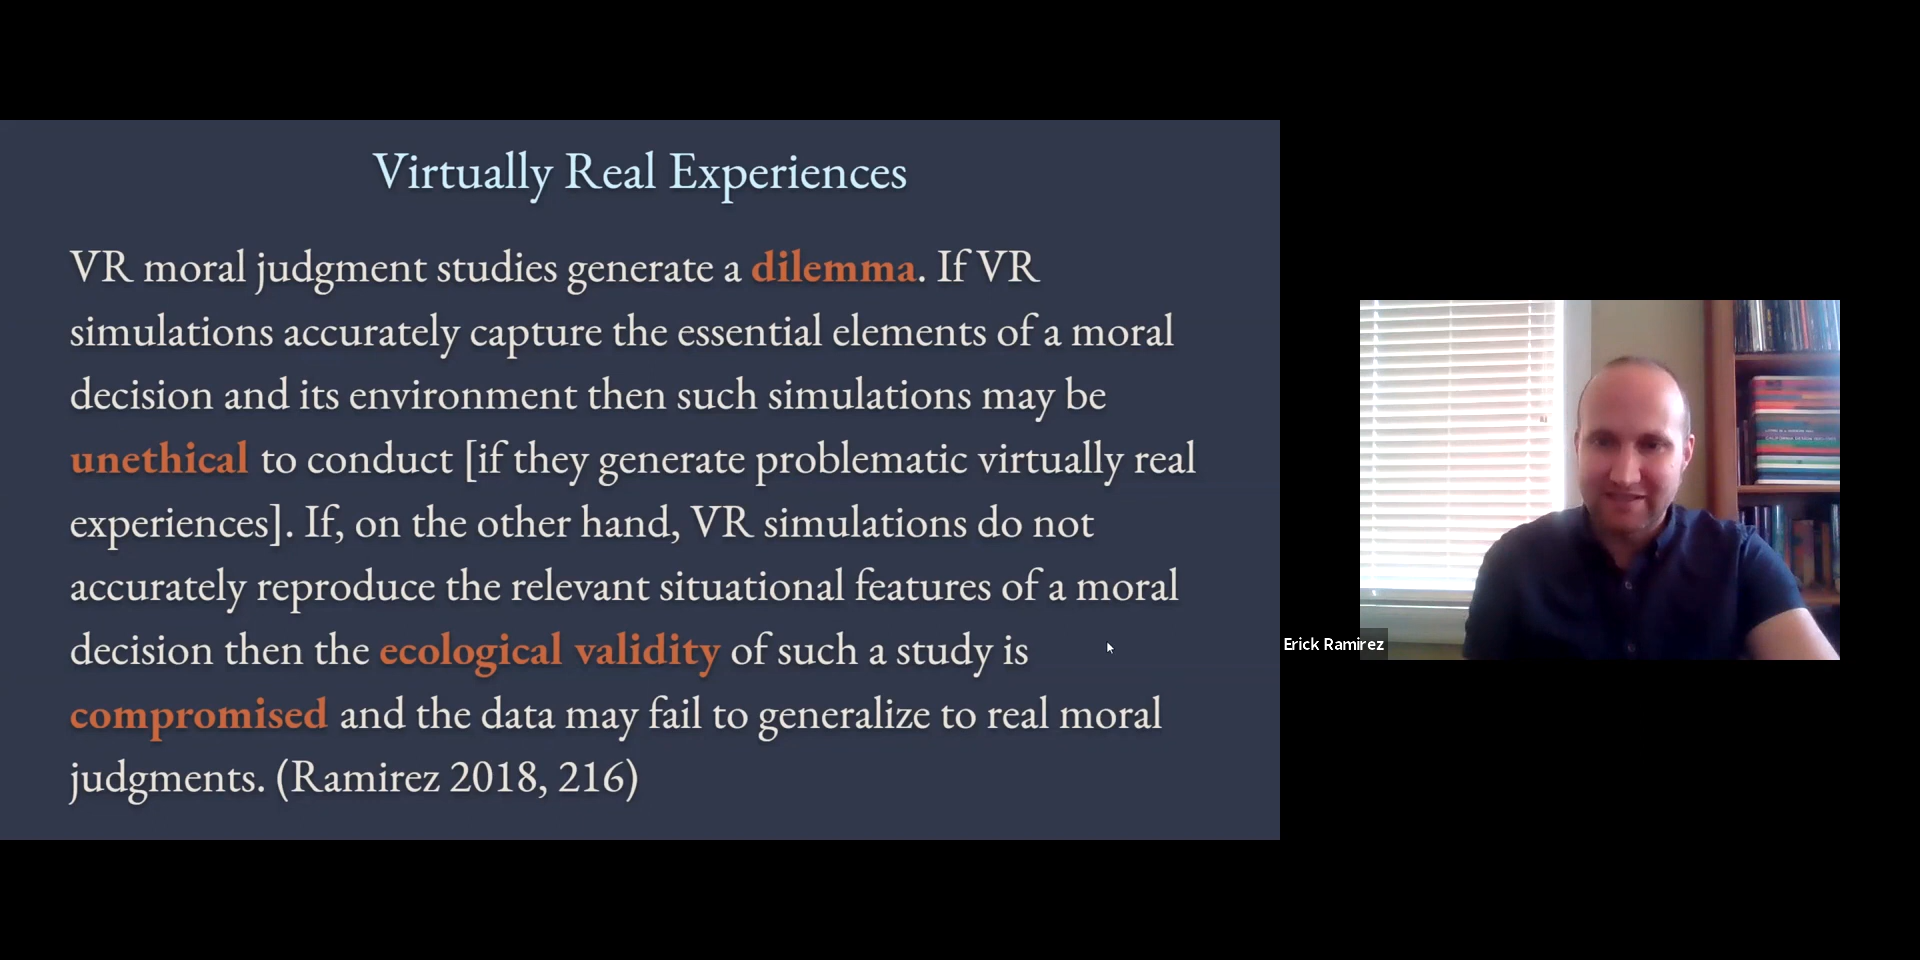 Virtually Real Experiences
VR moral judgment studies generate a dilemma. If VR
simulations accurately capture the essential elements of a moral
decision and its environment then such simulations may be
unethical to conduct [if they generate problematic virtually real
experiences]. If, on the other hand, VR simulations do not
accurately reproduce the relevant situational features of a moral
decision then the ecological validity of such a study is
compromised and the data may fail to generalize to real moral
judgments. (Ramirez 2018, 216)
Erick Ramirez